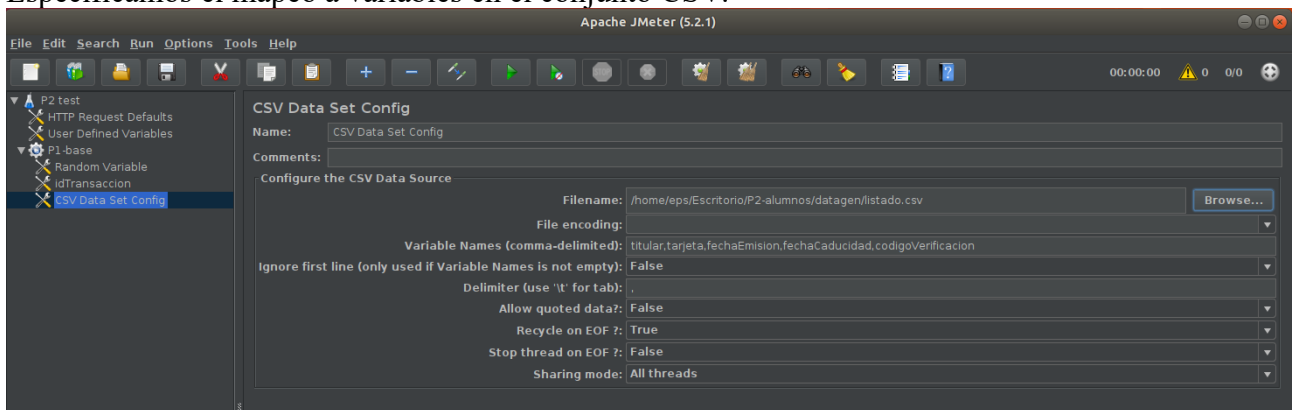 Especificamos el mapeo a variables en el conjunto CSV:
Apache JMeter (5.2.1)
File Edit Search Run Options Tools Help
00:00:00 0 0/0
P2 test
HTTP Request Defaults
User Defined Variables
P1-base
Random Variable
idTransaccion
CSV Data Set Config
CSV Data Set Config
Name: CSV Data Set Config
Comments:
Configure the CSV Data Source
Filename: /home/eps/Escritorio/P2-alumnos/datagen/listado.csv Browse...
File encoding:
Variable Names (comma-delimited): titular,tarjeta,fechaEmision,fechaCaducidad,codigoVerificacion
Ignore first line (only used if Variable Names is not empty): False
Delimiter (use '\t' for tab): ,
Allow quoted data?: False
Recycle on EOF ?: True
Stop thread on EOF ?: False
Sharing mode: All threads